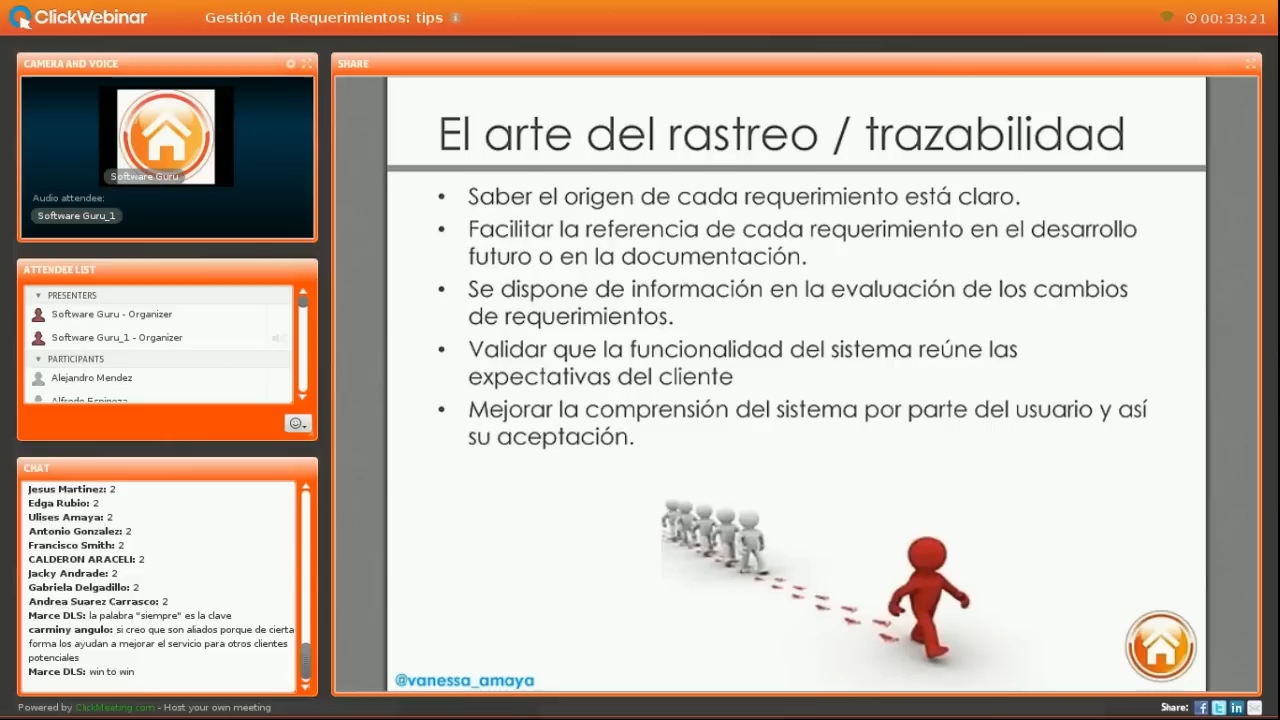 ClickWebinar
Gestión de Requerimientos: tips
00:33:21
CAMERA AND VOICE
Software Guru
Audio attendee:
Software Guru_1
ATTENDEE LIST
PRESENTERS
Software Guru - Organizer
Software Guru_1 - Organizer
PARTICIPANTS
Alejandro Mendez
Alfredo Espinoza
CHAT
Jesus Martinez: 2
Edga Rubio: 2
Ulises Amaya: 2
Antonio Gonzalez: 2
Francisco Smith: 2
CALDERON ARACELI: 2
Jacky Andrade: 2
Gabriela Delgadillo: 2
Andrea Suarez Carrasco: 2
Marce DLS: la palabra "siempre" es la clave
carminy angulo: si creo que son aliados porque de cierta
forma los ayudan a mejorar el servicio para otros clientes
potenciales
Marce DLS: win to win
SHARE
El arte del rastreo / trazabilidad
• Saber el origen de cada requerimiento está claro.
• Facilitar la referencia de cada requerimiento en el desarrollo
futuro o en la documentación.
• Se dispone de información en la evaluación de los cambios
de requerimientos.
• Validar que la funcionalidad del sistema reúne las
expectativas del cliente
• Mejorar la comprensión del sistema por parte del usuario y así
su aceptación.
@vanessa_amaya
Powered by ClickMeeting.com - Host your own meeting
Share: